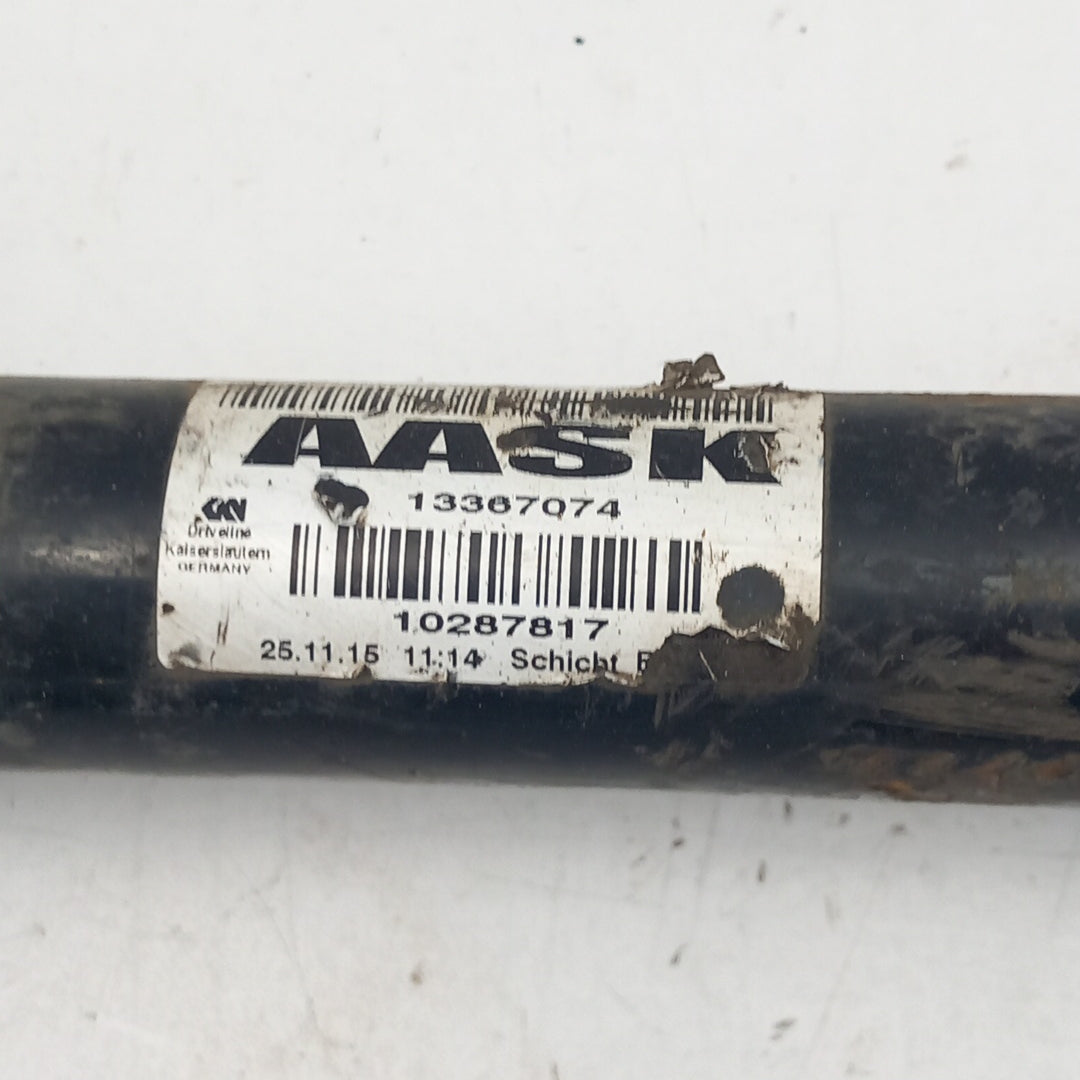 AASK
13367074
GKN
Driveline
Kaiserslautern
GERMANY
10287817
25.11.15 11:14 Schicht